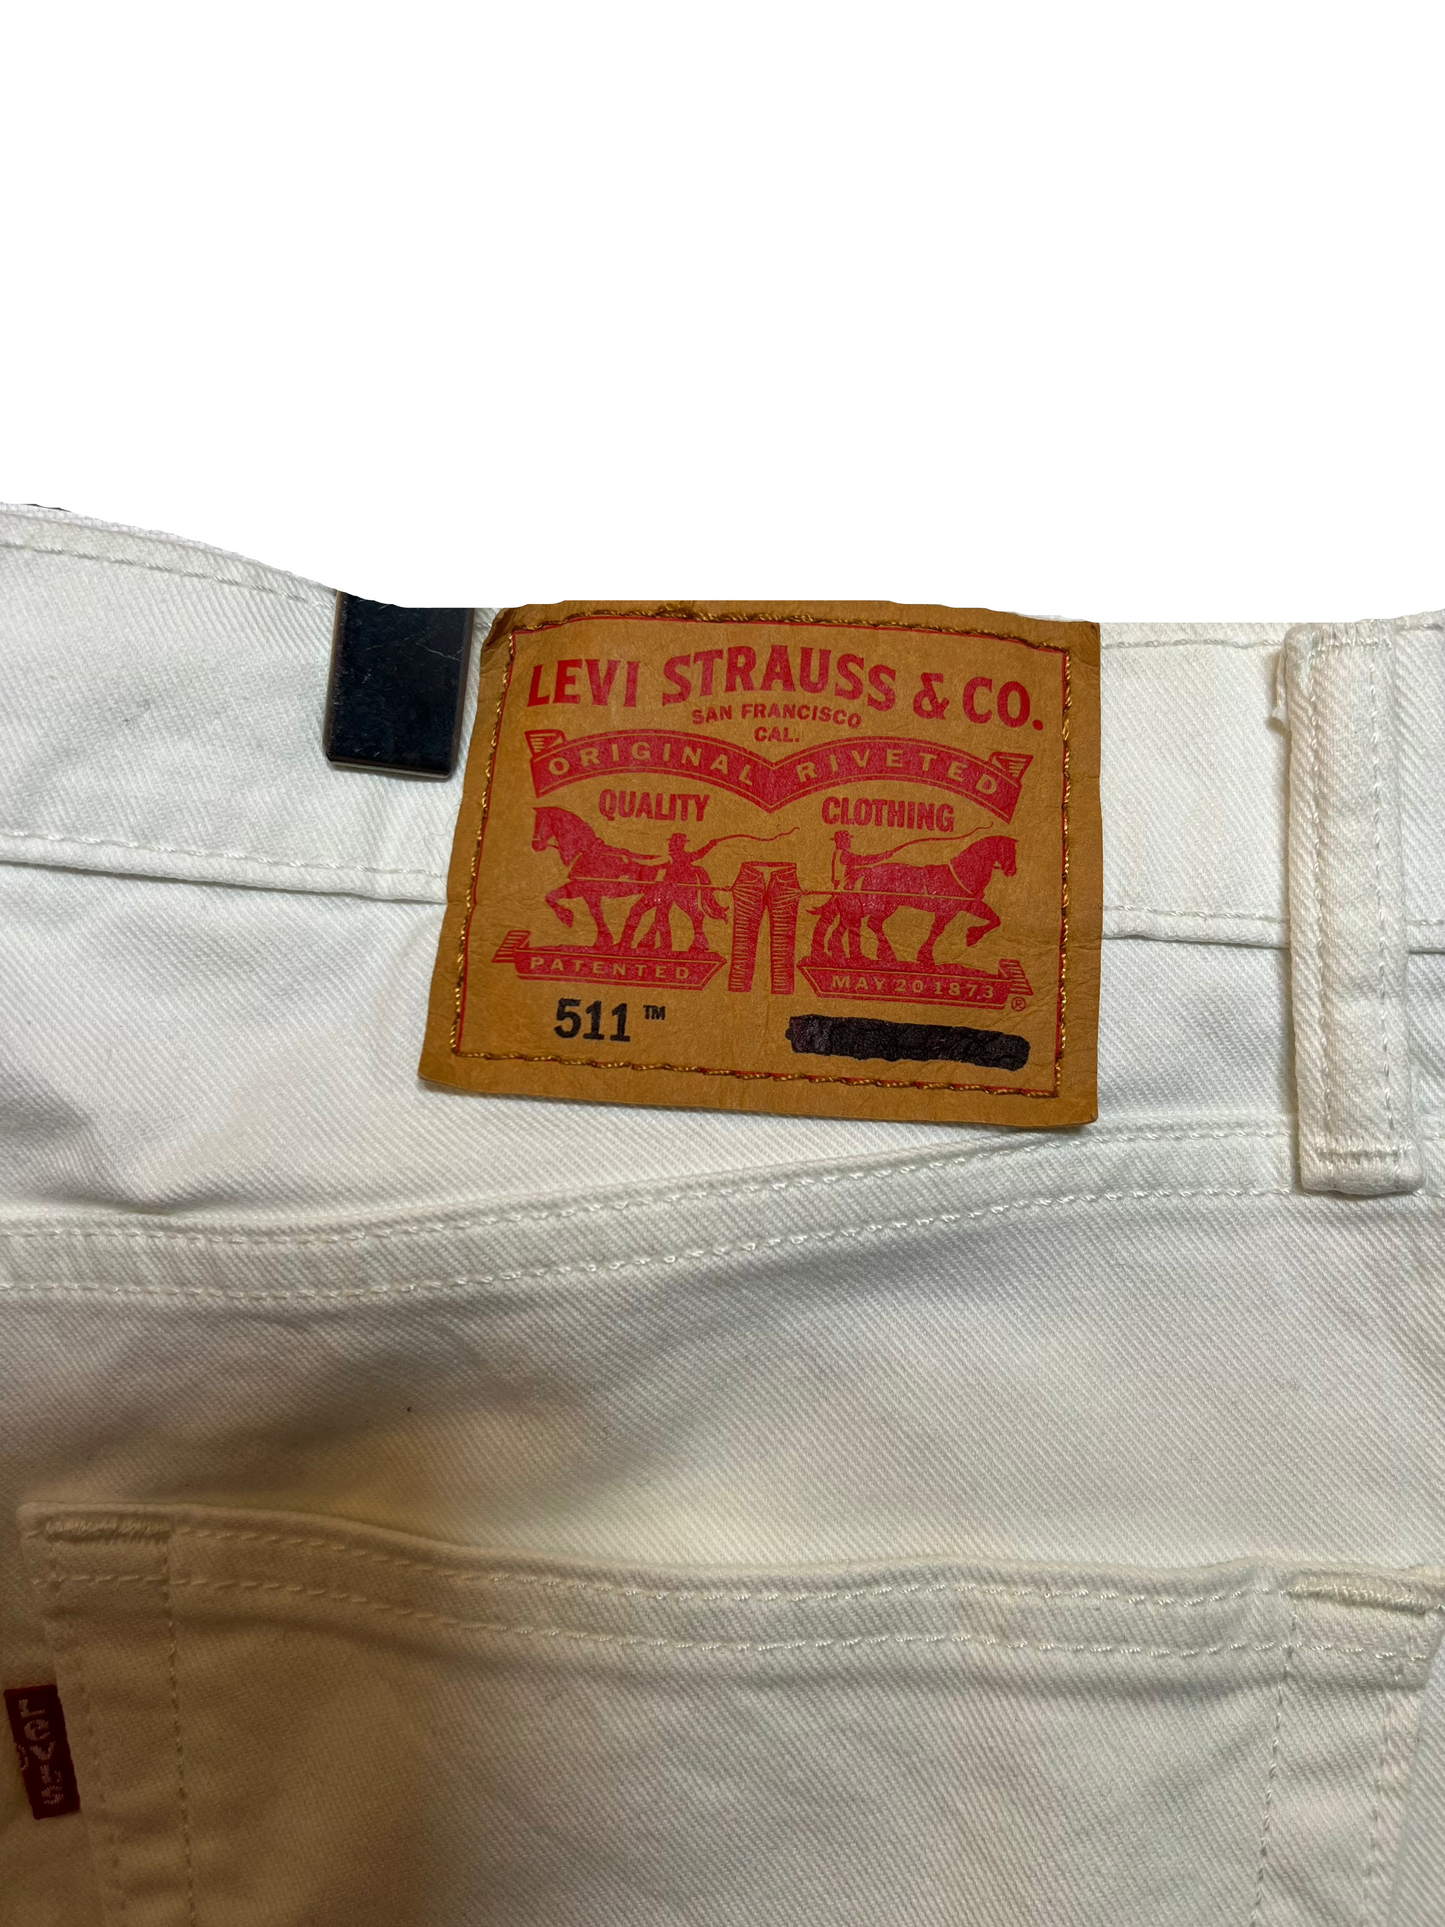 LEVI STRAUSS & CO.
SAN FRANCISCO
CAL.
ORIGINAL RIVETED
QUALITY CLOTHING
PATENTED MAY 20 1873 ®
511™
LEVI'S